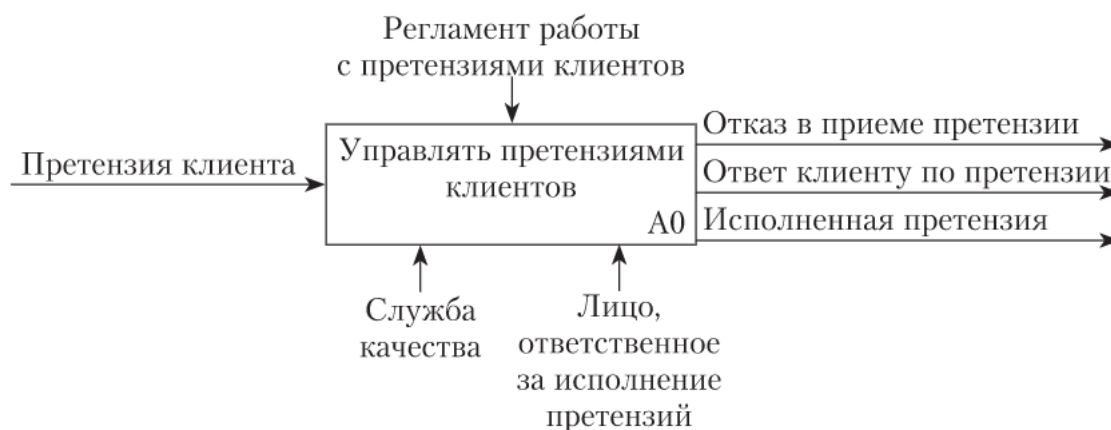 Регламент работы
с претензиями клиентов
Претензия клиента
Управлять претензиями
клиентов
А0
Отказ в приеме претензии
Ответ клиенту по претензии
Исполненная претензия
Служба
качества
Лицо,
ответственное
за исполнение
претензий